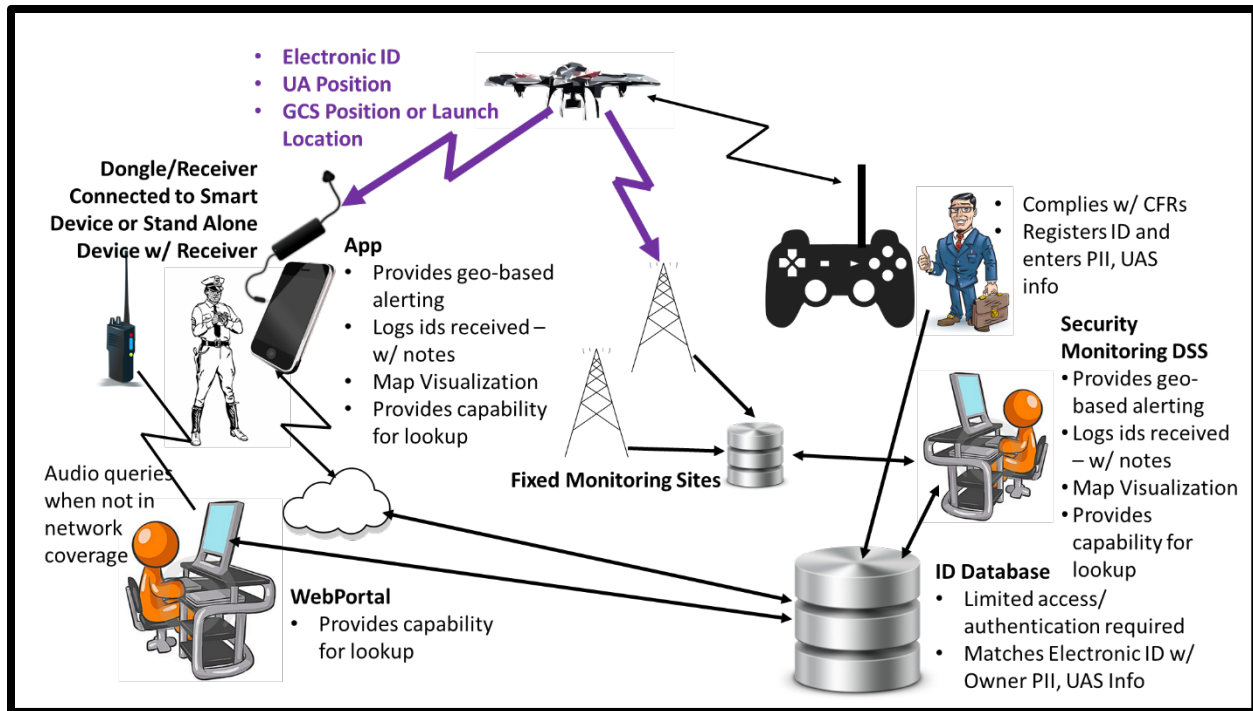 • Electronic ID
• UA Position
• GCS Position or Launch
Location
Dongle/Receiver
Connected to Smart
Device or Stand Alone
Device w/ Receiver
App
• Provides geo-based
alerting
• Logs ids received –
w/ notes
• Map Visualization
• Provides capability
for lookup
• Complies w/ CFRs
• Registers ID and
enters PII, UAS
info
Security
Monitoring DSS
• Provides geo-
based alerting
• Logs ids received
– w/ notes
• Map Visualization
• Provides
capability for
lookup
Fixed Monitoring Sites
Audio queries
when not in
network
coverage
WebPortal
• Provides capability
for lookup
ID Database
• Limited access/
authentication required
• Matches Electronic ID w/
Owner PII, UAS Info